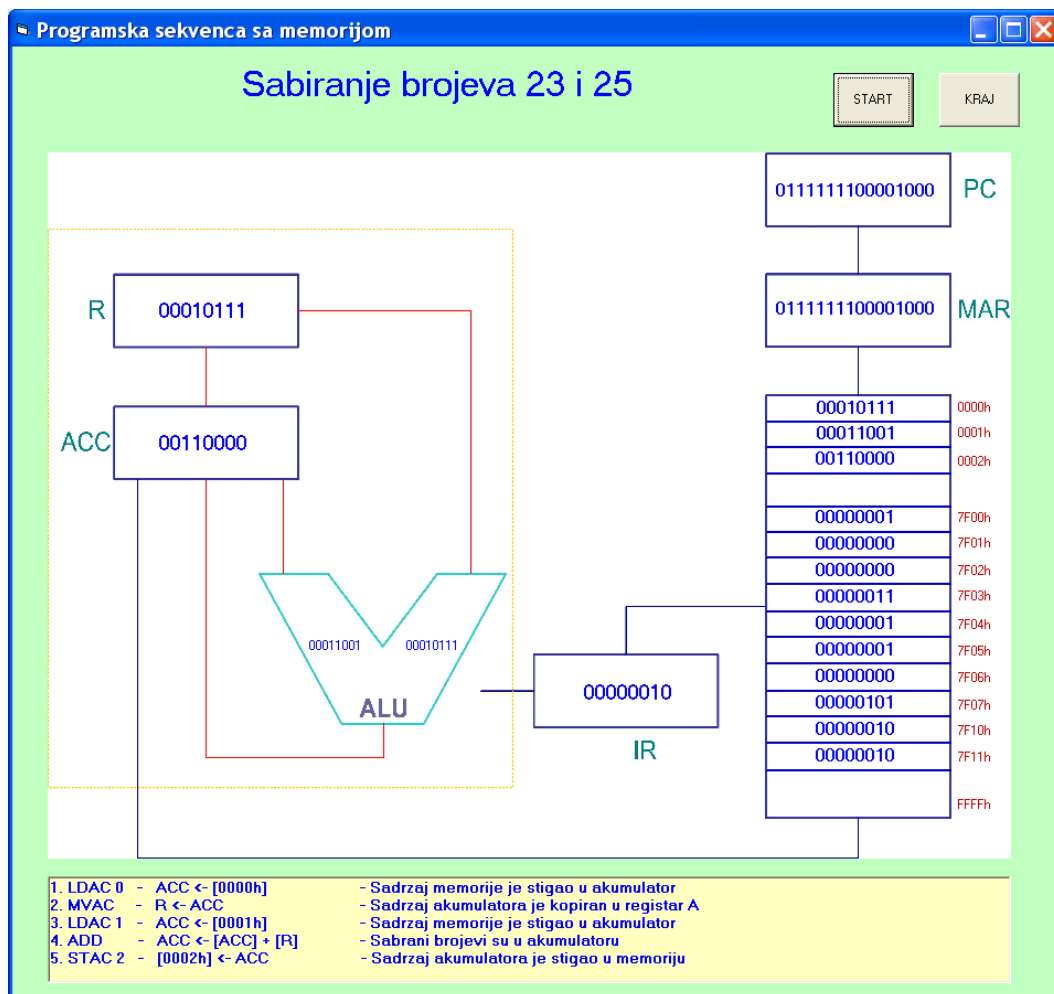 Programska sekvenca sa memorijom
Sabiranje brojeva 23 i 25
START
KRAJ
0111111100001000
PC
R
00010111
0111111100001000
MAR
ACC
00110000
00010111 0000h
00011001 0001h
00110000 0002h
00000001 7F00h
00000000 7F01h
00000000 7F02h
00000011 7F03h
00000001 7F04h
00000001 7F05h
00000000 7F06h
00000101 7F07h
00000010 7F10h
00000010 7F11h
FFFFh
00011001 00010111
ALU
00000010
IR
1. LDAC 0 - ACC <- [0000h] - Sadrzaj memorije je stigao u akumulator
2. MVAC - R <- ACC - Sadrzaj akumulatora je kopiran u registar A
3. LDAC 1 - ACC <- [0001h] - Sadrzaj memorije je stigao u akumulator
4. ADD - ACC <- [ACC] + [R] - Sabrani brojevi su u akumulatoru
5. STAC 2 - [0002h] <- ACC - Sadrzaj akumulatora je stigao u memoriju